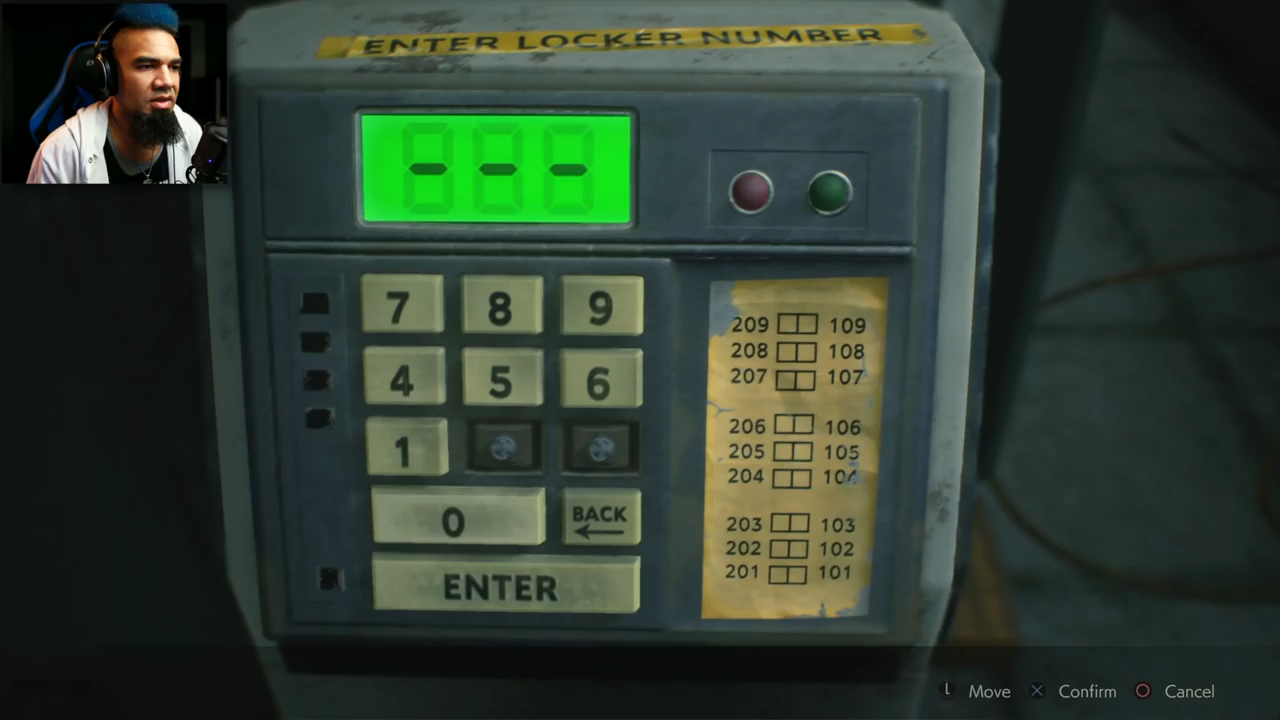 ENTER LOCKER NUMBER
7 8 9
4 5 6
1
0 BACK
ENTER
209 109
208 108
207 107
206 106
205 105
204 104
203 103
202 102
201 101
L Move Confirm Cancel